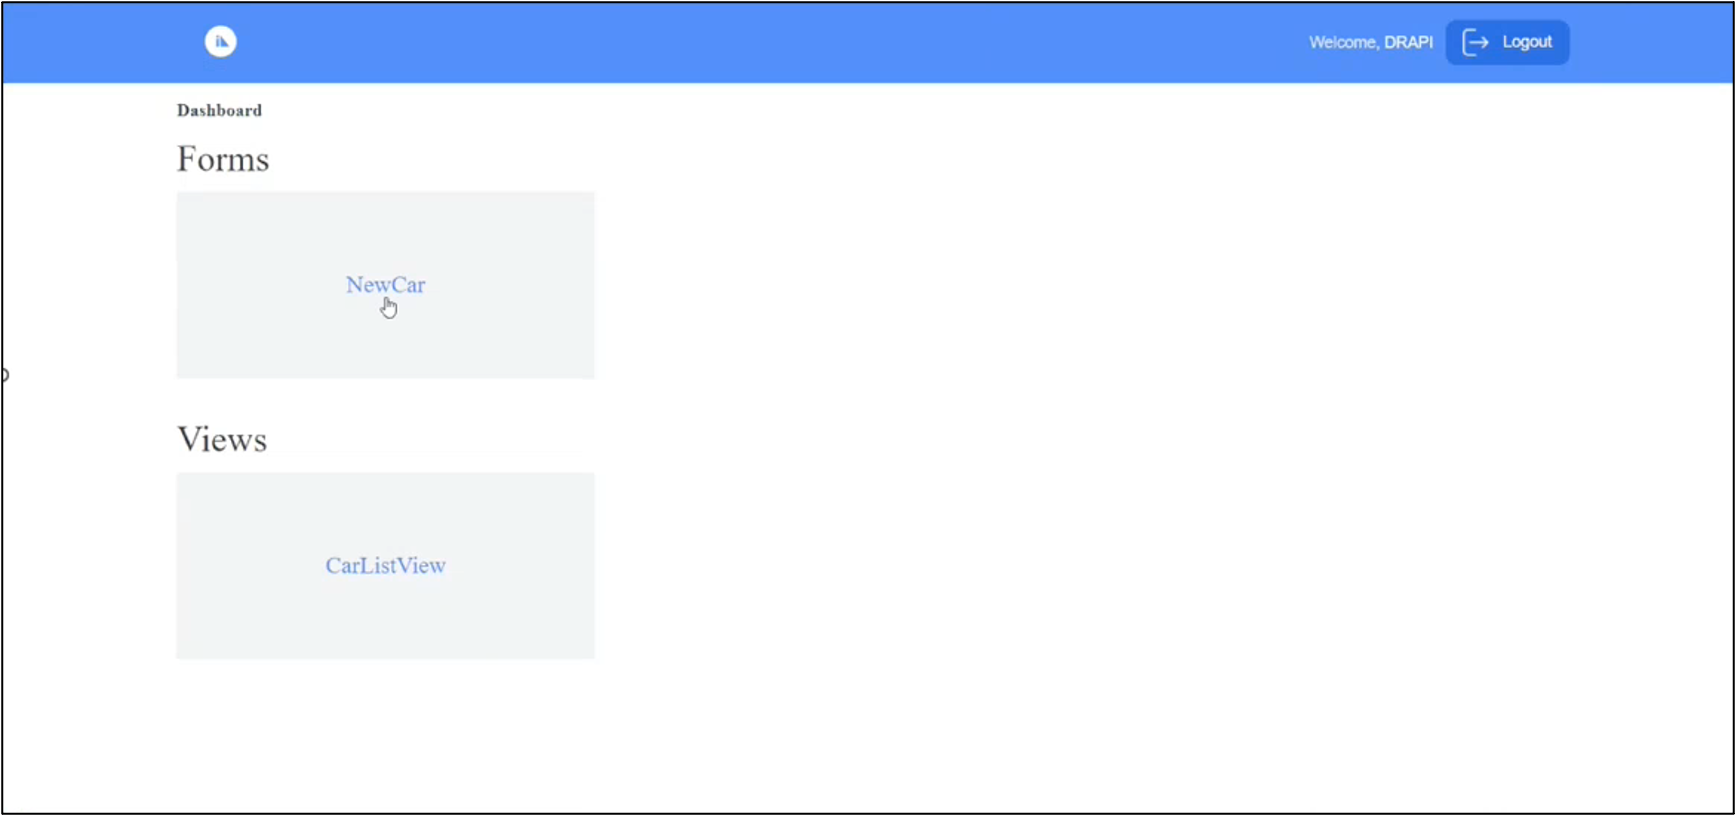 Welcome, DRAPI
Logout
Dashboard
Forms
NewCar
Views
CarListView